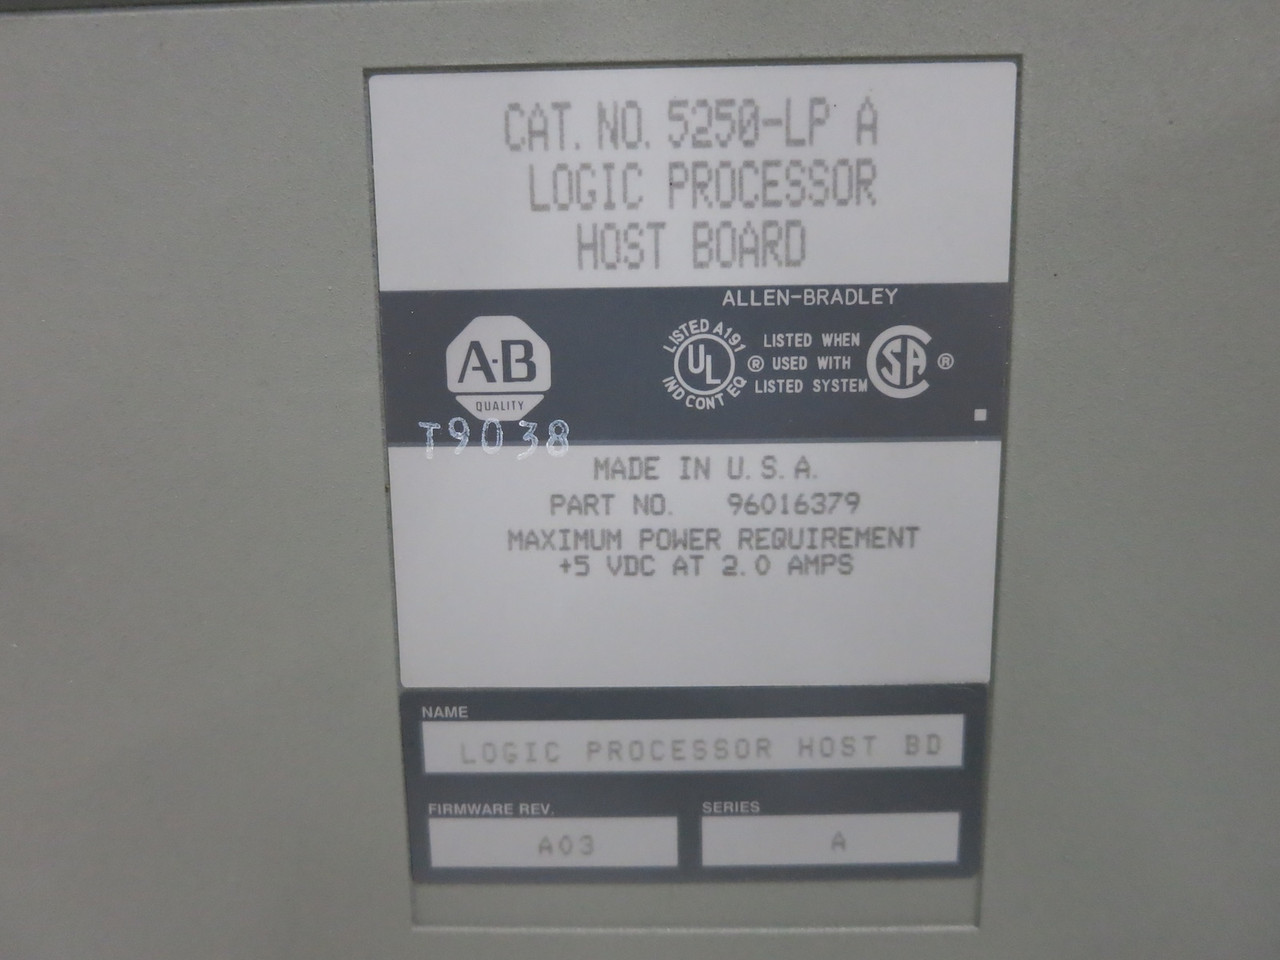 CAT. NO. 5250-LP A
LOGIC PROCESSOR
HOST BOARD
ALLEN-BRADLEY
A·B
QUALITY
LISTED A191
UL
IND CONT EQ
®
LISTED WHEN
USED WITH
LISTED SYSTEM
SA ®
T9038
MADE IN U.S.A.
PART NO. 96016379
MAXIMUM POWER REQUIREMENT
+5 VDC AT 2.0 AMPS
NAME
LOGIC PROCESSOR HOST BD
FIRMWARE REV.
A03
SERIES
A